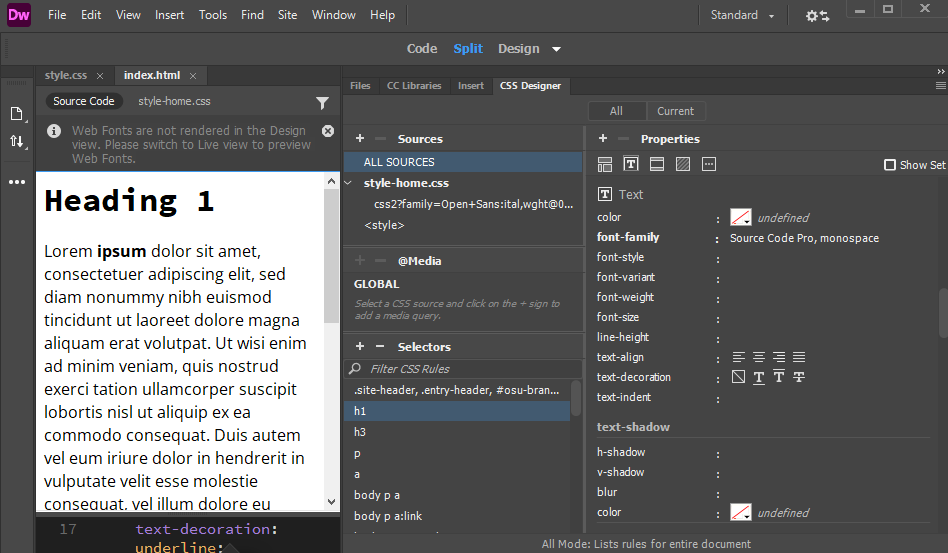 Dw File Edit View Insert Tools Find Site Window Help Standard
Code Split Design
style.css index.html
Source Code style-home.css
Web Fonts are not rendered in the Design
view. Please switch to Live view to preview
Web Fonts.
Heading 1
Lorem ipsum dolor sit amet,
consectetuer adipiscing elit, sed
diam nonummy nibh euismod
tincidunt ut laoreet dolore magna
aliquam erat volutpat. Ut wisi enim
ad minim veniam, quis nostrud
exerci tation ullamcorper suscipit
lobortis nisl ut aliquip ex ea
commodo consequat. Duis autem
vel eum iriure dolor in hendrerit in
vulputate velit esse molestie
consequat, vel illum dolore eu
17 text-decoration:
underline;
Files CC Libraries Insert CSS Designer
All Current
+ − Sources
ALL SOURCES
style-home.css
css2?family=Open+Sans:ital,wght@0...
<style>
+ − @Media
GLOBAL
Select a CSS source and click on the + sign to
add a media query.
+ − Selectors
Filter CSS Rules
.site-header, .entry-header, #osu-bran...
h1
h3
p
a
body p a
body p a:link
+ − Properties
Show Set
Text
color : undefined
font-family : Source Code Pro, monospace
font-style :
font-variant :
font-weight :
font-size :
line-height :
text-align :
text-decoration :
text-indent :
text-shadow
h-shadow :
v-shadow :
blur :
color : undefined
All Mode: Lists rules for entire document